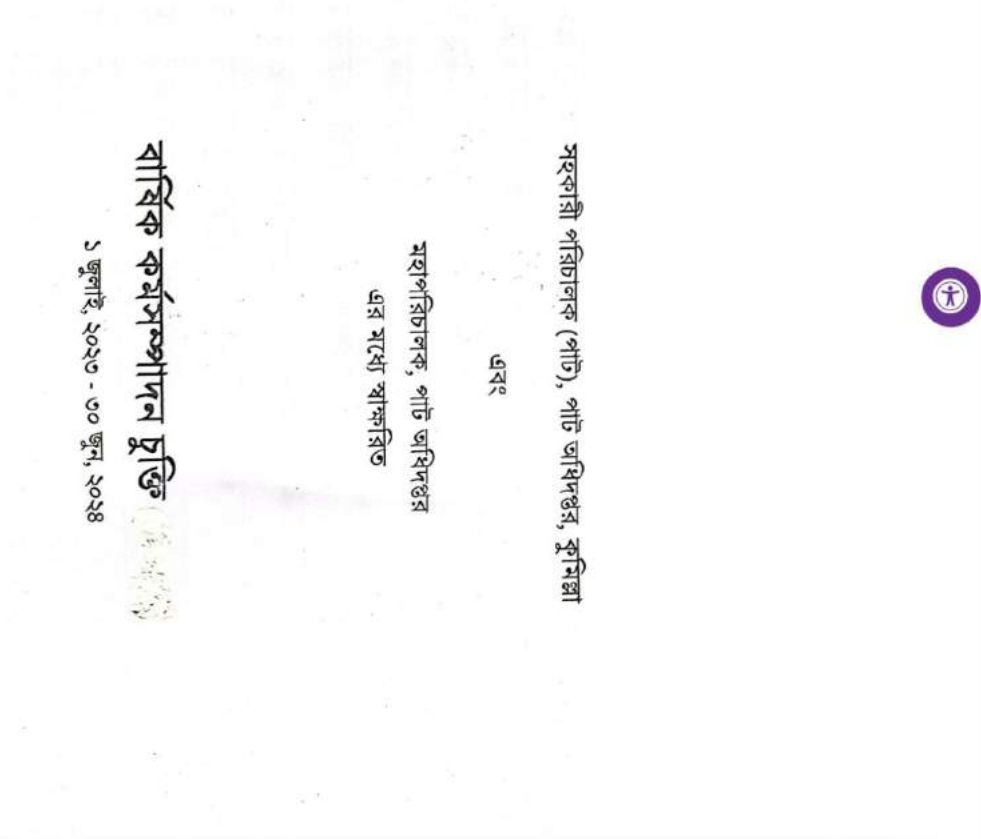 সহকারী পরিচালক (পাট), পাট অধিদপ্তর, কুমিল্লা
এবং
মহাপরিচালক, পাট অধিদপ্তর
এর মধ্যে স্বাক্ষরিত
বার্ষিক কর্মসম্পাদন চুক্তি
১ জুলাই, ২০২৩ - ৩০ জুন, ২০২৪